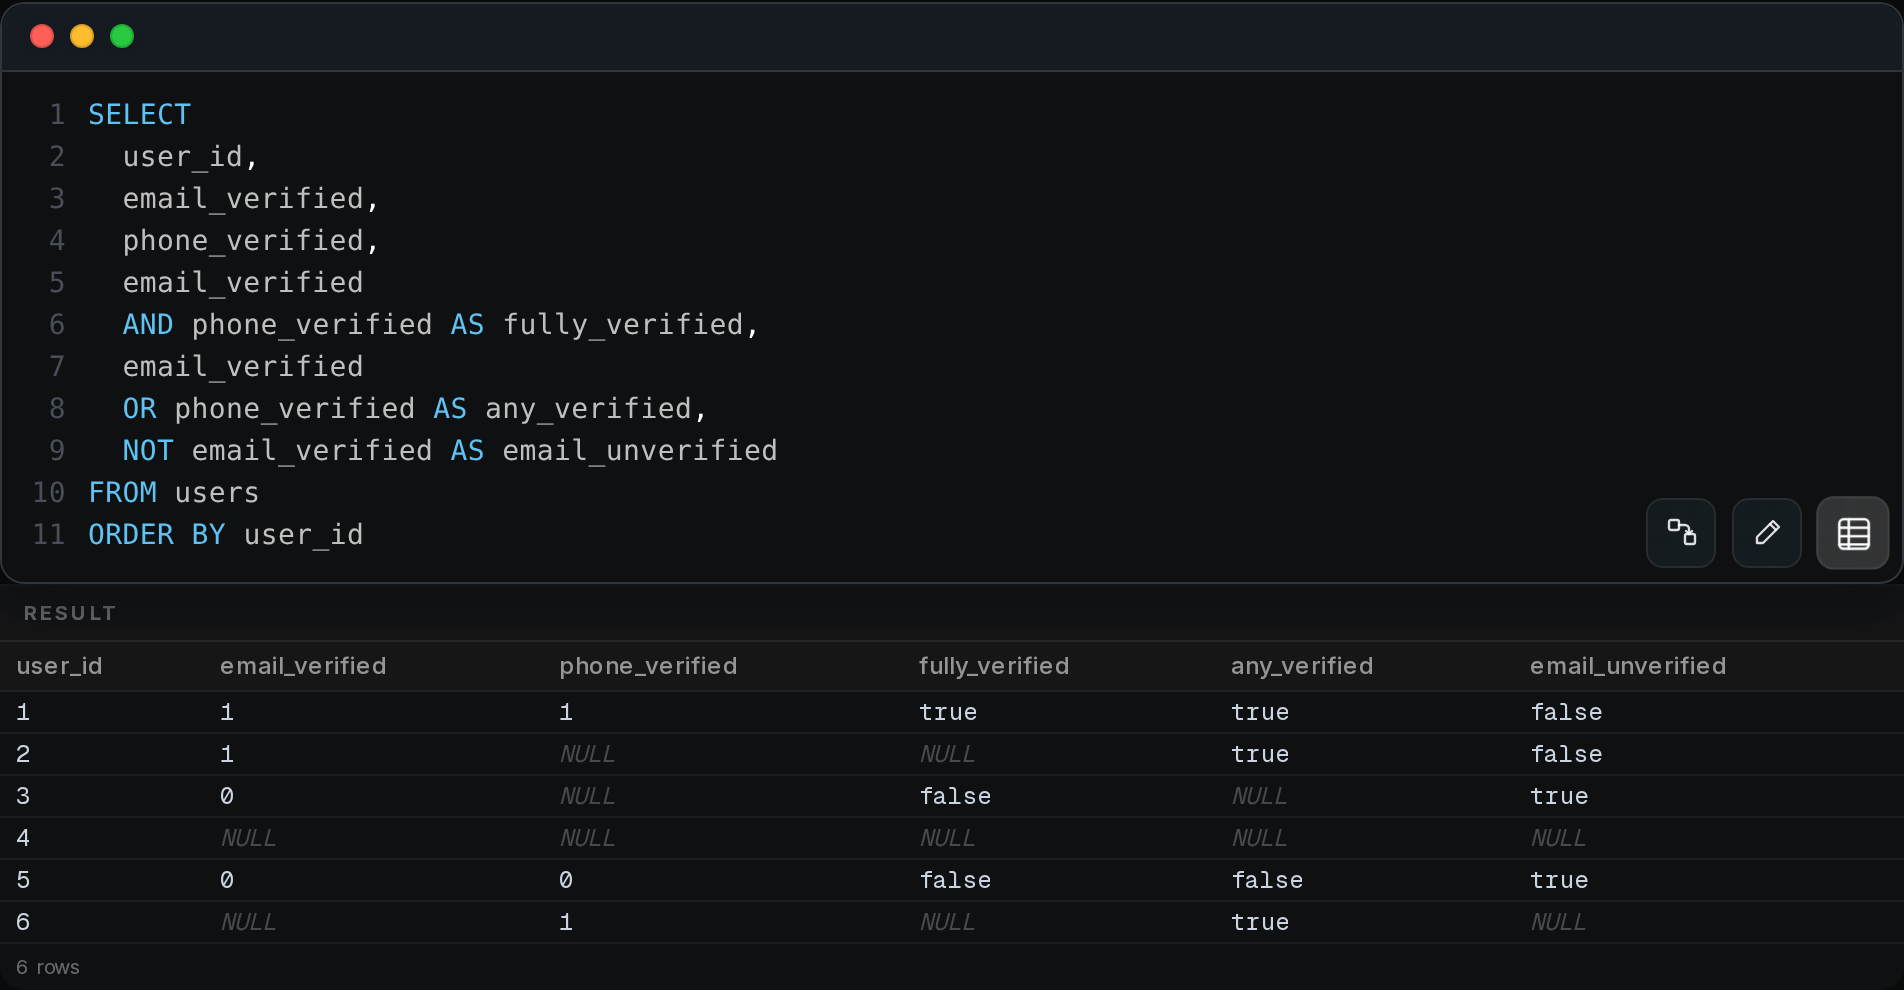 1 SELECT
2 user_id,
3 email_verified,
4 phone_verified,
5 email_verified
6 AND phone_verified AS fully_verified,
7 email_verified
8 OR phone_verified AS any_verified,
9 NOT email_verified AS email_unverified
10 FROM users
11 ORDER BY user_id
RESULT
user_id email_verified phone_verified fully_verified any_verified email_unverified
1 1 1 true true false
2 1 NULL NULL true false
3 0 NULL false NULL true
4 NULL NULL NULL NULL NULL
5 0 0 false false true
6 NULL 1 NULL true NULL
6 rows